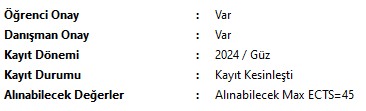 Öğrenci Onay : Var
Danışman Onay : Var
Kayıt Dönemi : 2024 / Güz
Kayıt Durumu : Kayıt Kesinleşti
Alınabilecek Değerler : Alınabilecek Max ECTS=45